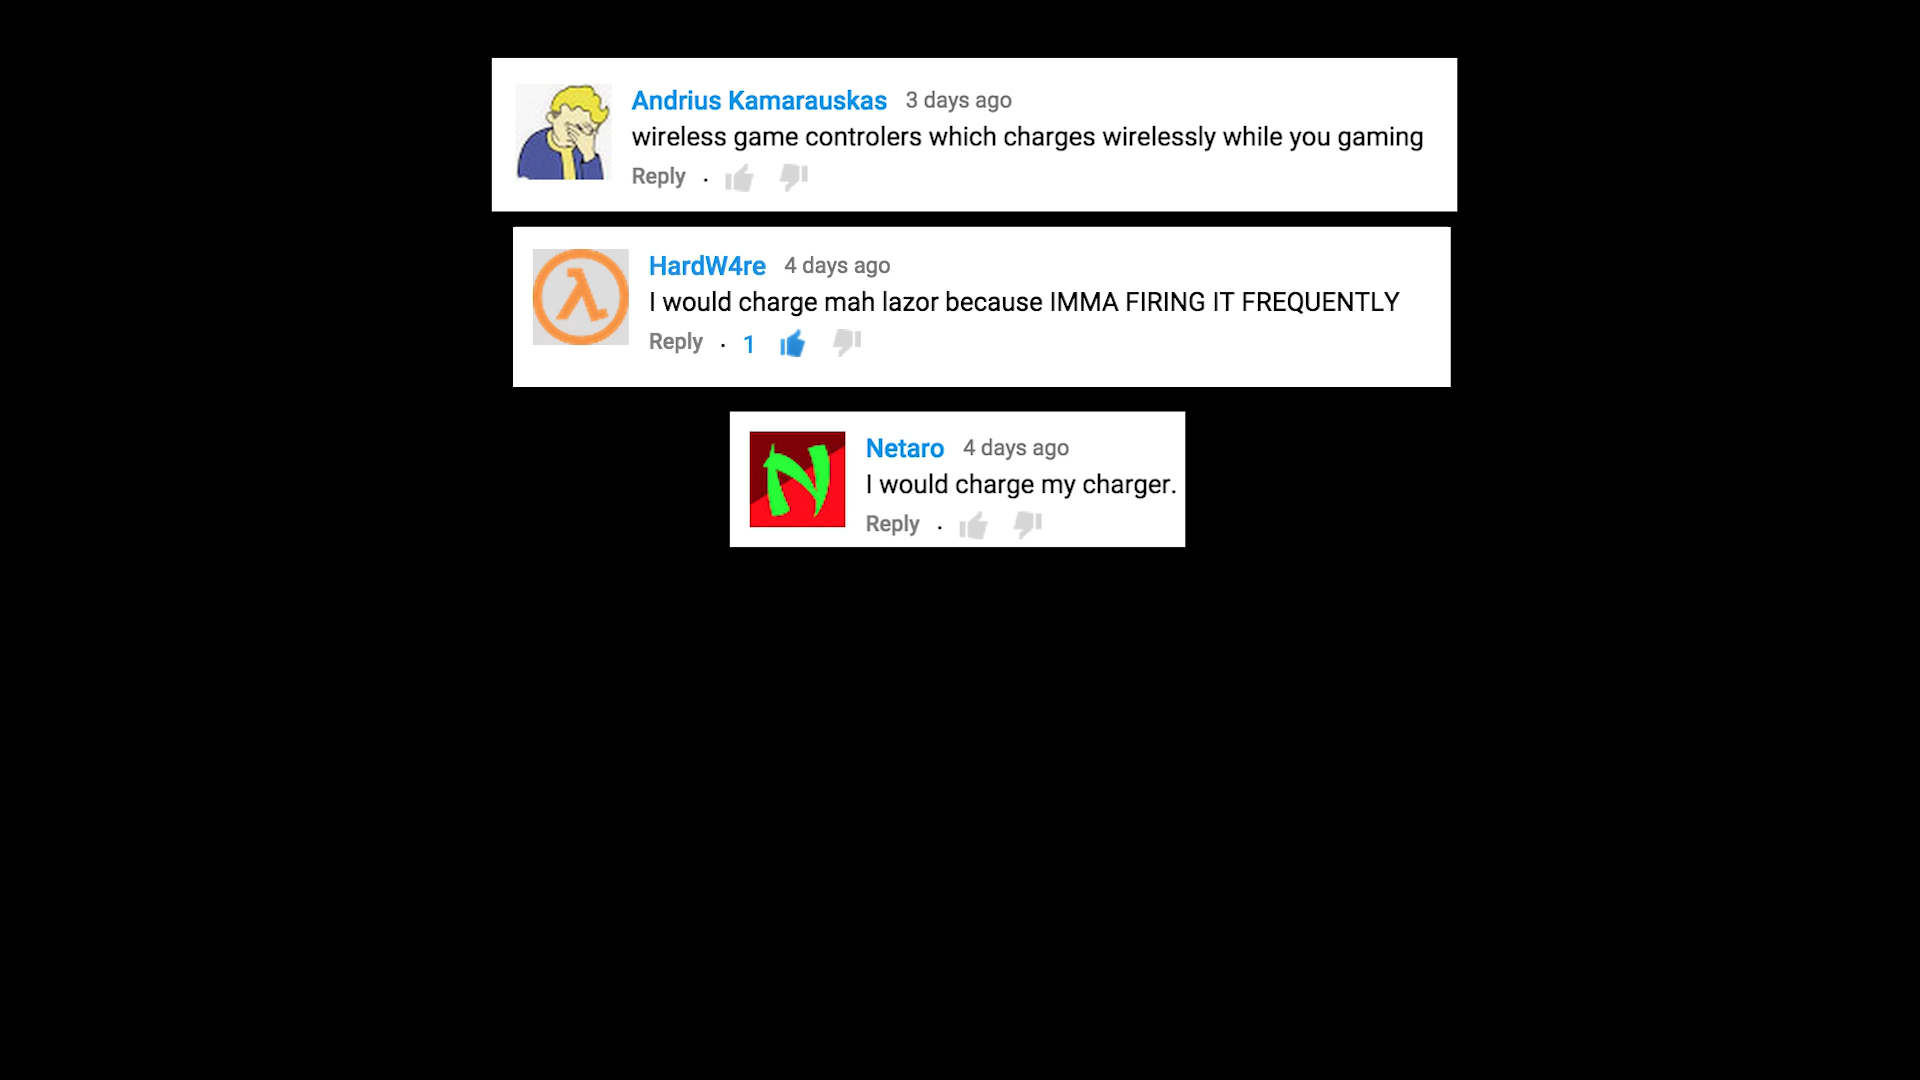 Andrius Kamarauskas 3 days ago
wireless game controlers which charges wirelessly while you gaming
Reply ·
HardW4re 4 days ago
I would charge mah lazor because IMMA FIRING IT FREQUENTLY
Reply · 1
Netaro 4 days ago
I would charge my charger.
Reply ·